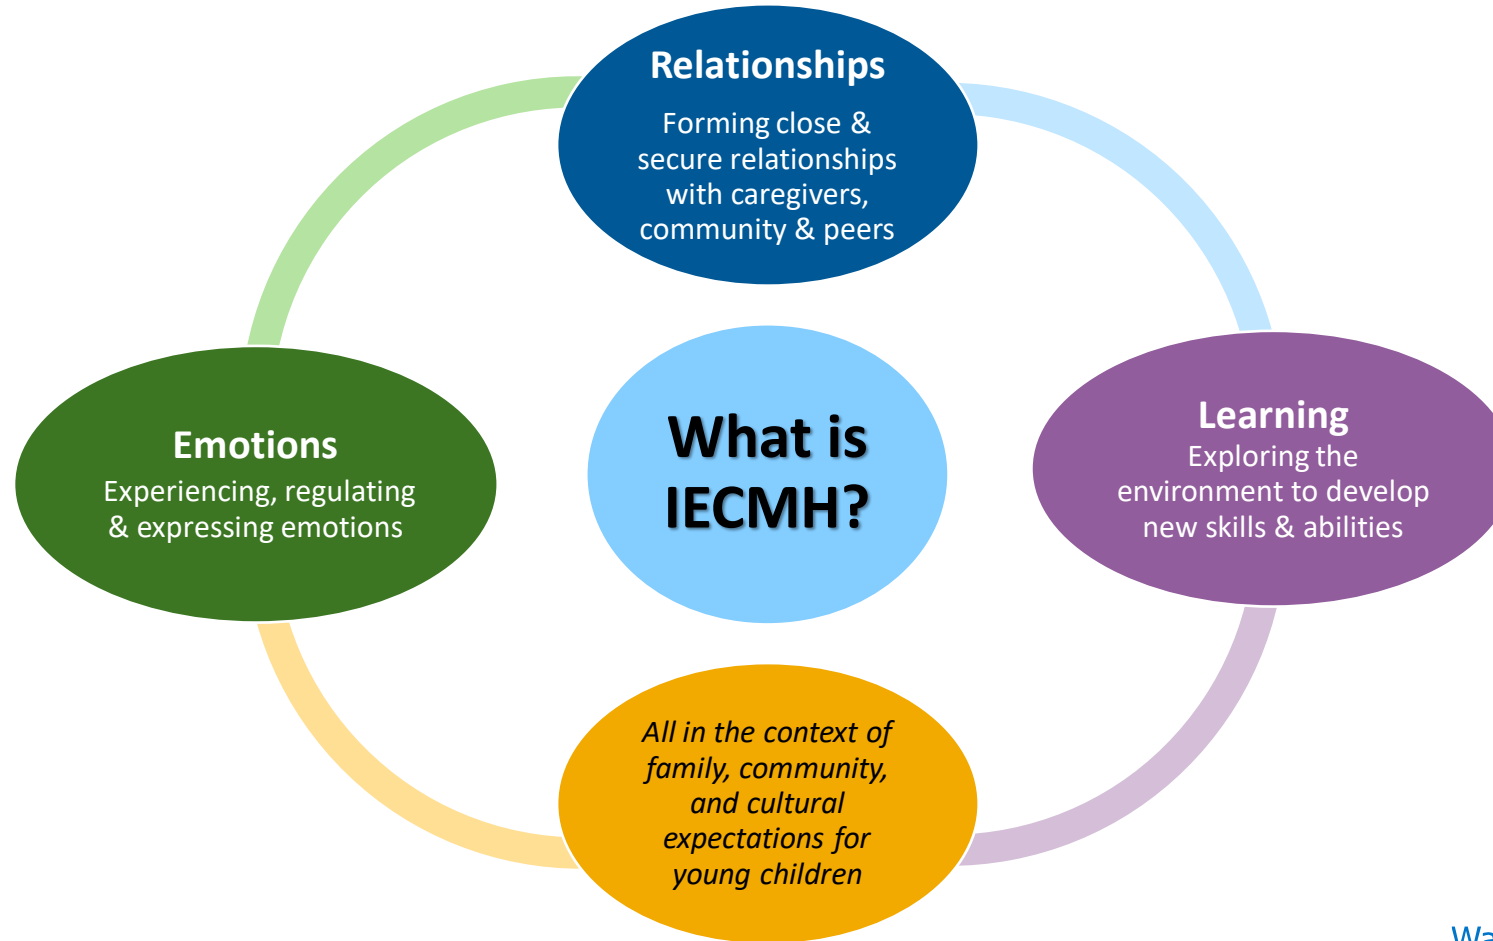 Relationships
Forming close &
secure relationships
with caregivers,
community & peers
Emotions
Experiencing, regulating
& expressing emotions
What is
IECMH?
Learning
Exploring the
environment to develop
new skills & abilities
All in the context of
family, community,
and cultural
expectations for
young children